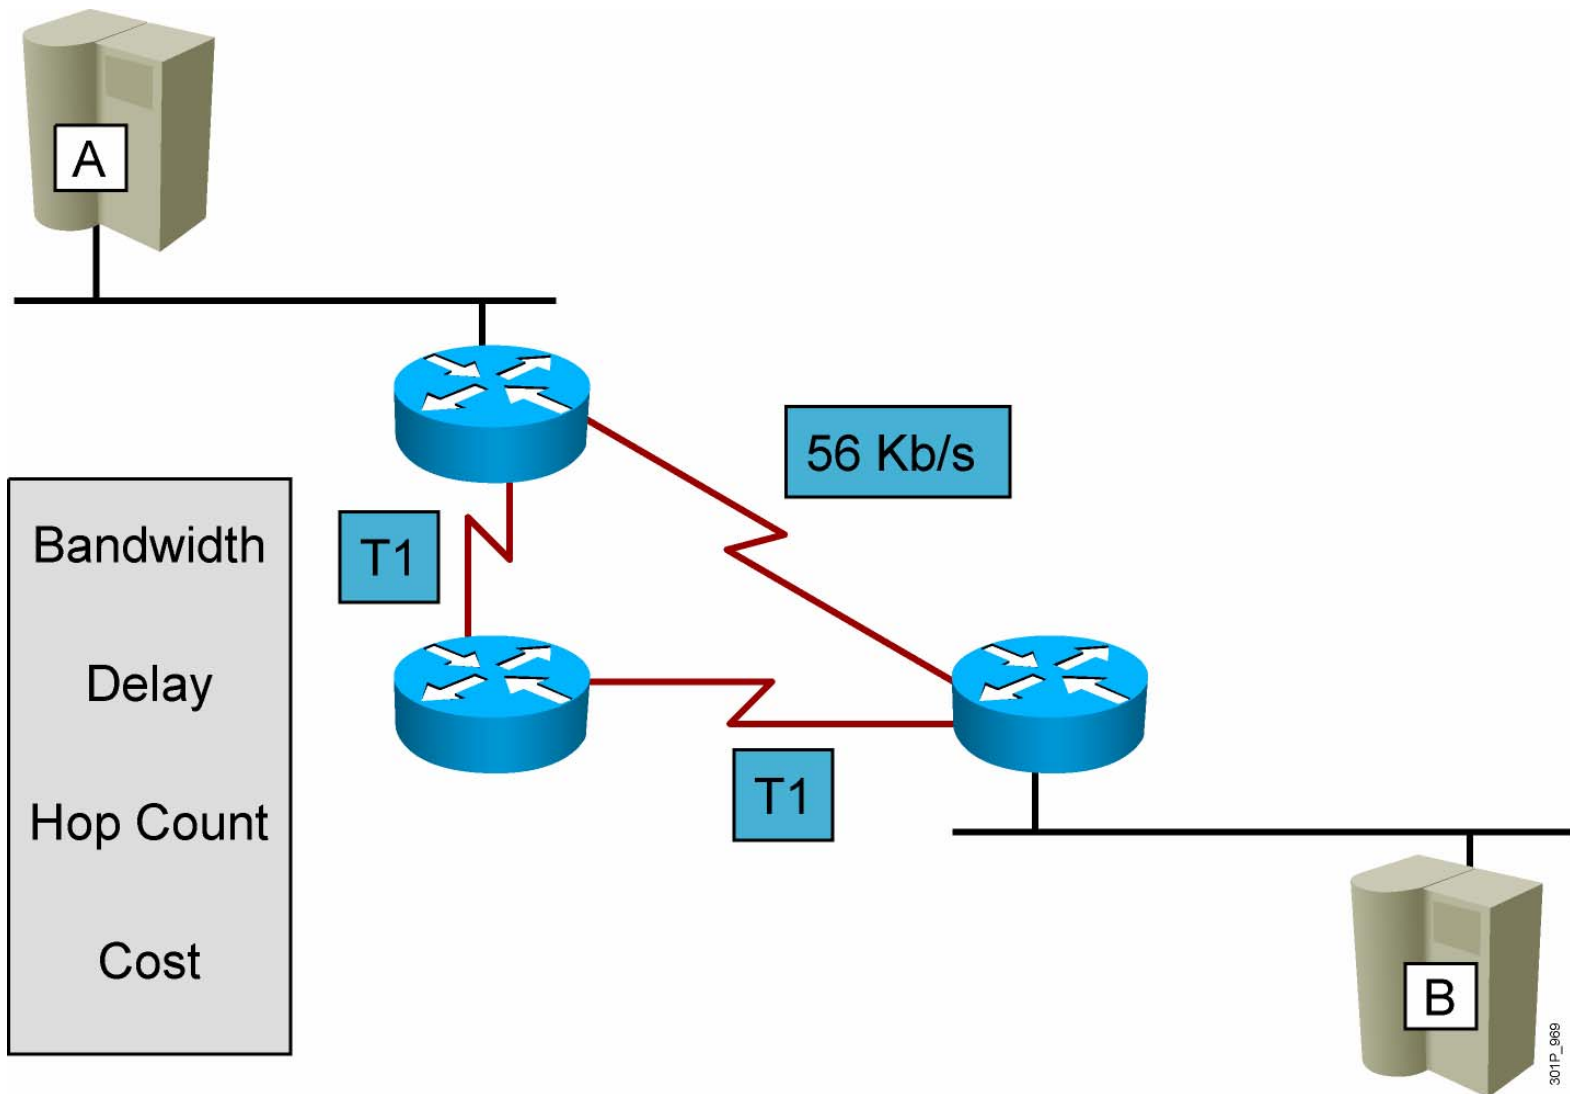 A
56 Kb/s
Bandwidth
T1
Delay
T1
Hop Count
Cost
B
301P_969